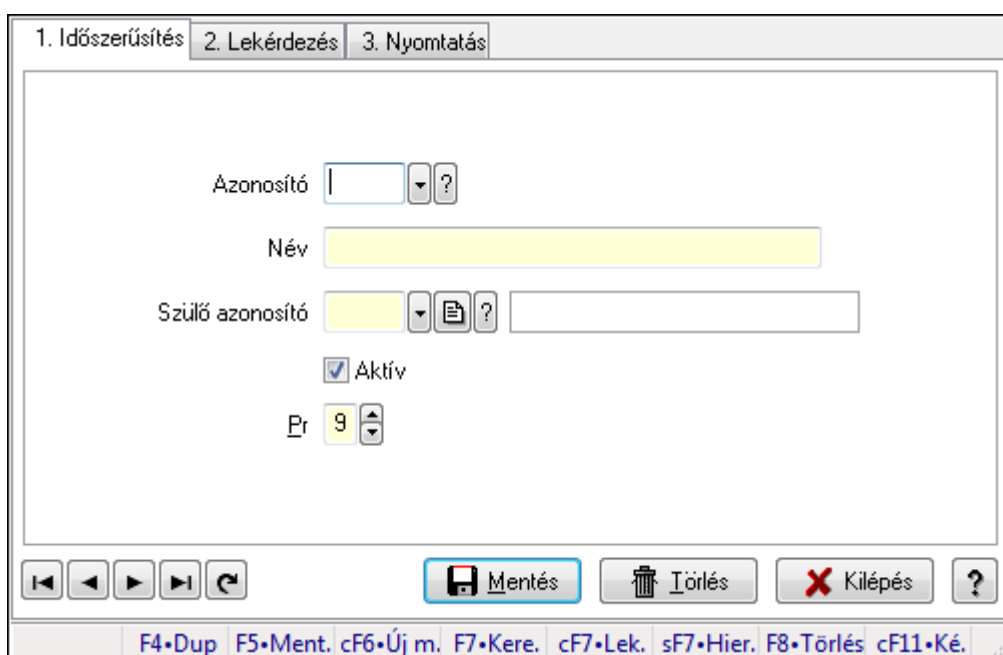 1. Időszerűsítés 2. Lekérdezés 3. Nyomtatás
Azonosító ?
Név
Szülő azonosító ?
Aktív
Pr 9
Mentés Törlés Kilépés ?
F4•Dup F5•Ment. cF6•Új m. F7•Kere. cF7•Lek. sF7•Hier. F8•Törlés cF11•Ké.